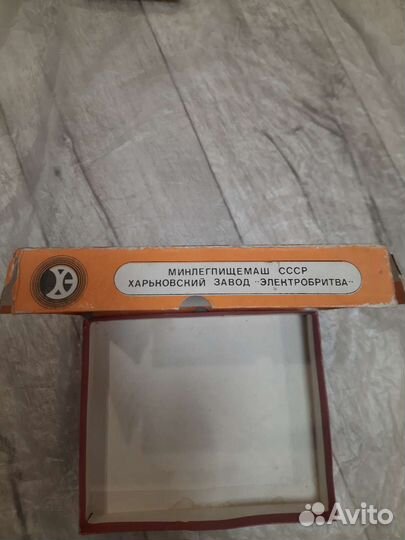 МИНЛЕГПИЩЕМАШ СССР
ХАРЬКОВСКИЙ ЗАВОД "ЭЛЕКТРОБРИТВА"
Avito